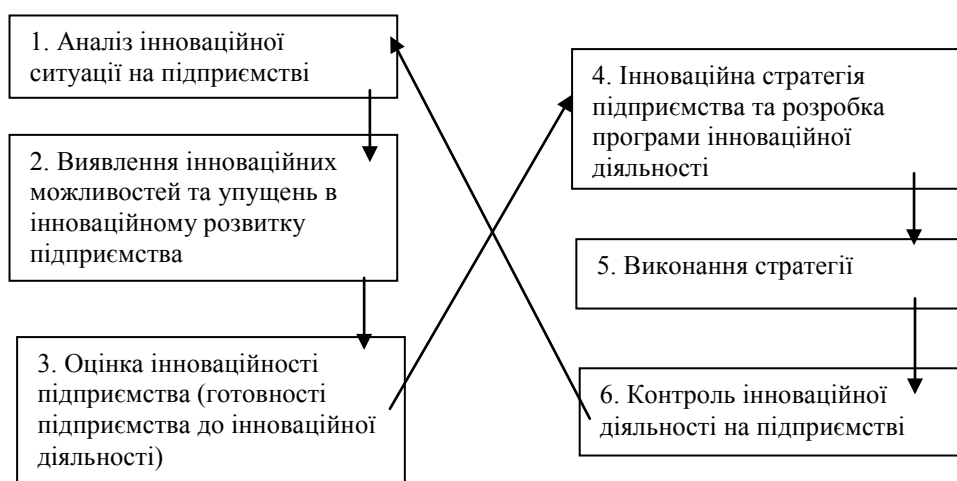 1. Аналіз інноваційної
ситуації на підприємстві
2. Виявлення інноваційних
можливостей та упущень в
інноваційному розвитку
підприємства
3. Оцінка інноваційності
підприємства (готовності
підприємства до інноваційної
діяльності)
4. Інноваційна стратегія
підприємства та розробка
програми інноваційної
діяльності
5. Виконання стратегії
6. Контроль інноваційної
діяльності на підприємстві